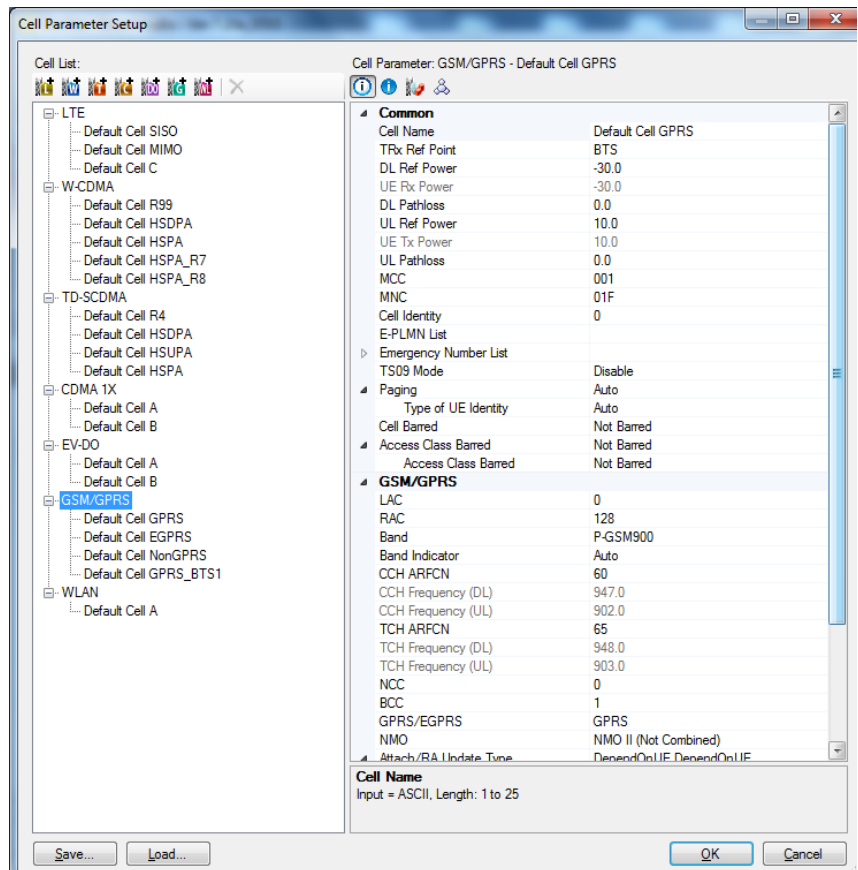 Cell Parameter Setup
Cell List:
LTE
Default Cell SISO
Default Cell MIMO
Default Cell C
W-CDMA
Default Cell R99
Default Cell HSDPA
Default Cell HSPA
Default Cell HSPA_R7
Default Cell HSPA_R8
TD-SCDMA
Default Cell R4
Default Cell HSDPA
Default Cell HSUPA
Default Cell HSPA
CDMA 1X
Default Cell A
Default Cell B
EV-DO
Default Cell A
Default Cell B
GSM/GPRS
Default Cell GPRS
Default Cell EGPRS
Default Cell NonGPRS
Default Cell GPRS_BTS1
WLAN
Default Cell A
Save...
Load...
Cell Parameter: GSM/GPRS - Default Cell GPRS
Common
Cell Name Default Cell GPRS
TRx Ref Point BTS
DL Ref Power -30.0
UE Rx Power -30.0
DL Pathloss 0.0
UL Ref Power 10.0
UE Tx Power 10.0
UL Pathloss 0.0
MCC 001
MNC 01F
Cell Identity 0
E-PLMN List
Emergency Number List
TS09 Mode Disable
Paging Auto
Type of UE Identity Auto
Cell Barred Not Barred
Access Class Barred Not Barred
Access Class Barred Not Barred
GSM/GPRS
LAC 0
RAC 128
Band P-GSM900
Band Indicator Auto
CCH ARFCN 60
CCH Frequency (DL) 947.0
CCH Frequency (UL) 902.0
TCH ARFCN 65
TCH Frequency (DL) 948.0
TCH Frequency (UL) 903.0
NCC 0
BCC 1
GPRS/EGPRS GPRS
NMO NMO II (Not Combined)
Attach/RA Update Type DependOnUE DependOnUE
Cell Name
Input = ASCII, Length: 1 to 25
OK
Cancel